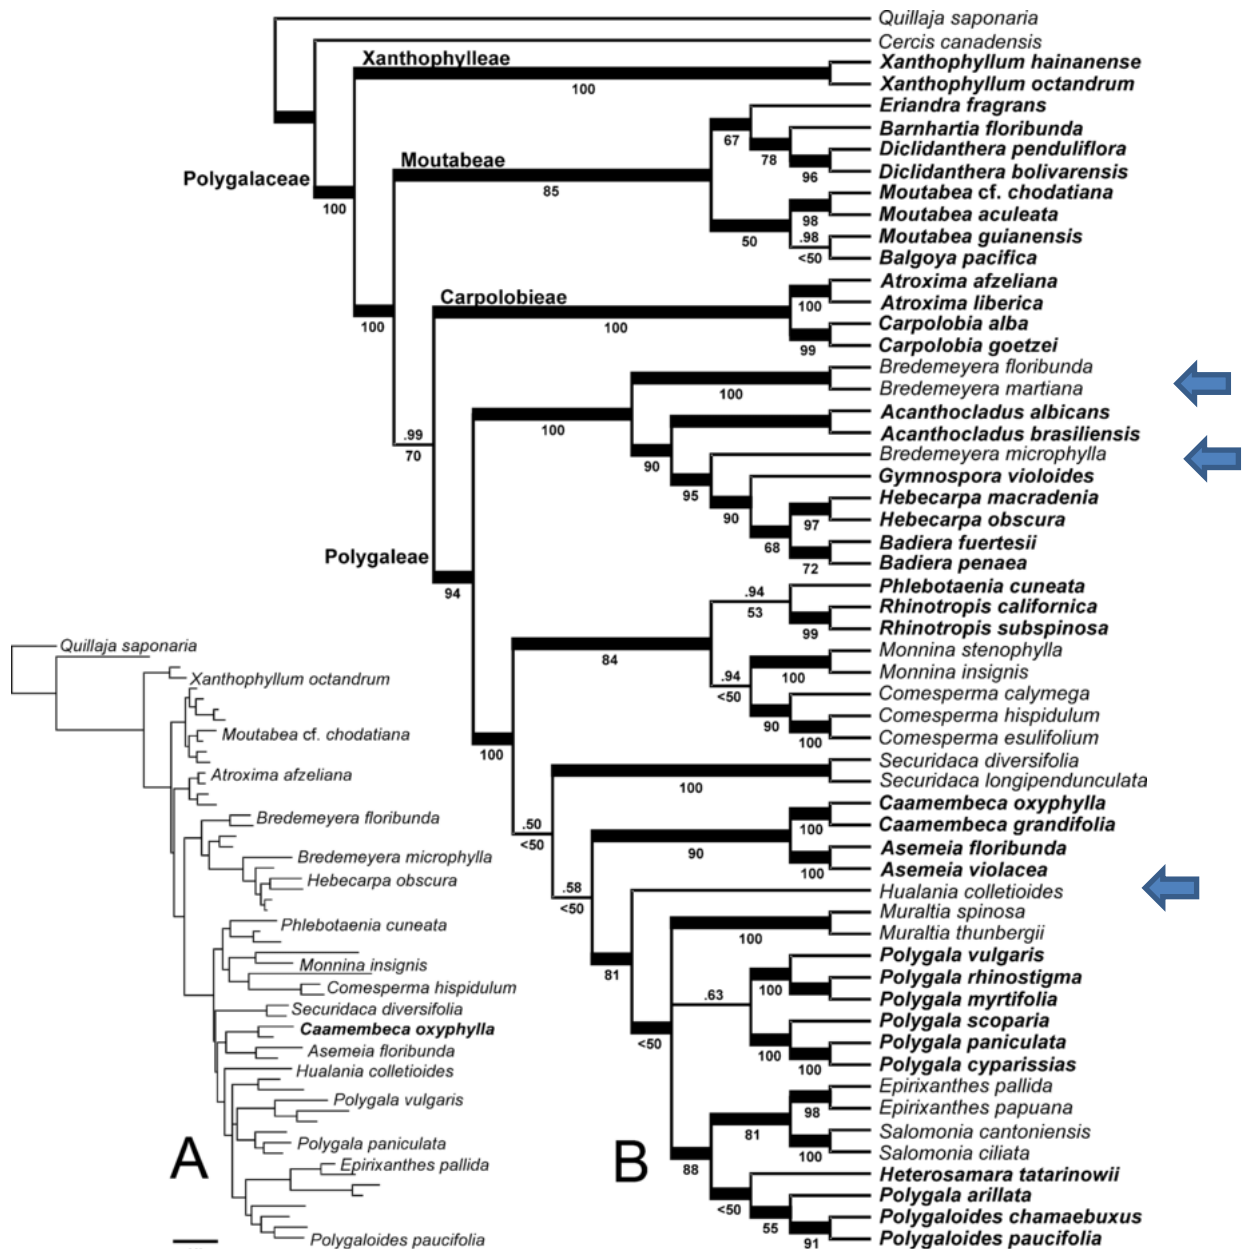 Quillaja saponaria
Cercis canadensis
Xanthophylleae
Xanthophyllum hainanense
100
Xanthophyllum octandrum
Eriandra fragrans
67
Barnhartia floribunda
78
Diclidanthera penduliflora
Moutabeae
96
Diclidanthera bolivarensis
Polygalaceae
85
100
Moutabea cf. chodatiana
98
Moutabea aculeata
50
.98
Moutabea guianensis
<50
Balgoya pacifica
Atroxima afzeliana
Carpolobieae
100
Atroxima liberica
100
100
Carpolobia alba
99
Carpolobia goetzei
Bredemeyera floribunda
100
Bredemeyera martiana
Acanthocladus albicans
.99
70
100
Acanthocladus brasiliensis
90
Bredemeyera microphylla
95
Gymnospora violoides
Hebecarpa macradenia
90
97
Hebecarpa obscura
Polygaleae
68
Badiera fuertesii
72
Badiera penaea
94
.94
53
Phlebotaenia cuneata
Rhinotropis californica
99
Rhinotropis subspinosa
84
Monnina stenophylla
.94
<50
100
Monnina insignis
Comesperma calymega
90
Comesperma hispidulum
100
Comesperma esulifolium
100
Securidaca diversifolia
100
Securidaca longipendunculata
.50
<50
Caamembeca oxyphylla
100
Caamembeca grandifolia
90
Asemeia floribunda
100
Asemeia violacea
.58
<50
Hualania colletioides
Muraltia spinosa
100
Muraltia thunbergii
81
Polygala vulgaris
100
Polygala rhinostigma
.63
Polygala myrtifolia
<50
Polygala scoparia
100
Polygala paniculata
100
Polygala cyparissias
Epirixanthes pallida
98
Epirixanthes papuana
81
Salomonia cantoniensis
100
Salomonia ciliata
88
Heterosamara tatarinowii
<50
Polygala arillata
55
Polygaloides chamaebuxus
91
Polygaloides paucifolia
B
Quillaja saponaria
Xanthophyllum octandrum
Moutabea cf. chodatiana
Atroxima afzeliana
Bredemeyera floribunda
Bredemeyera microphylla
Hebecarpa obscura
Phlebotaenia cuneata
Monnina insignis
Comesperma hispidulum
Securidaca diversifolia
Caamembeca oxyphylla
Asemeia floribunda
Hualania colletioides
Polygala vulgaris
Polygala paniculata
Epirixanthes pallida
Polygaloides paucifolia
A